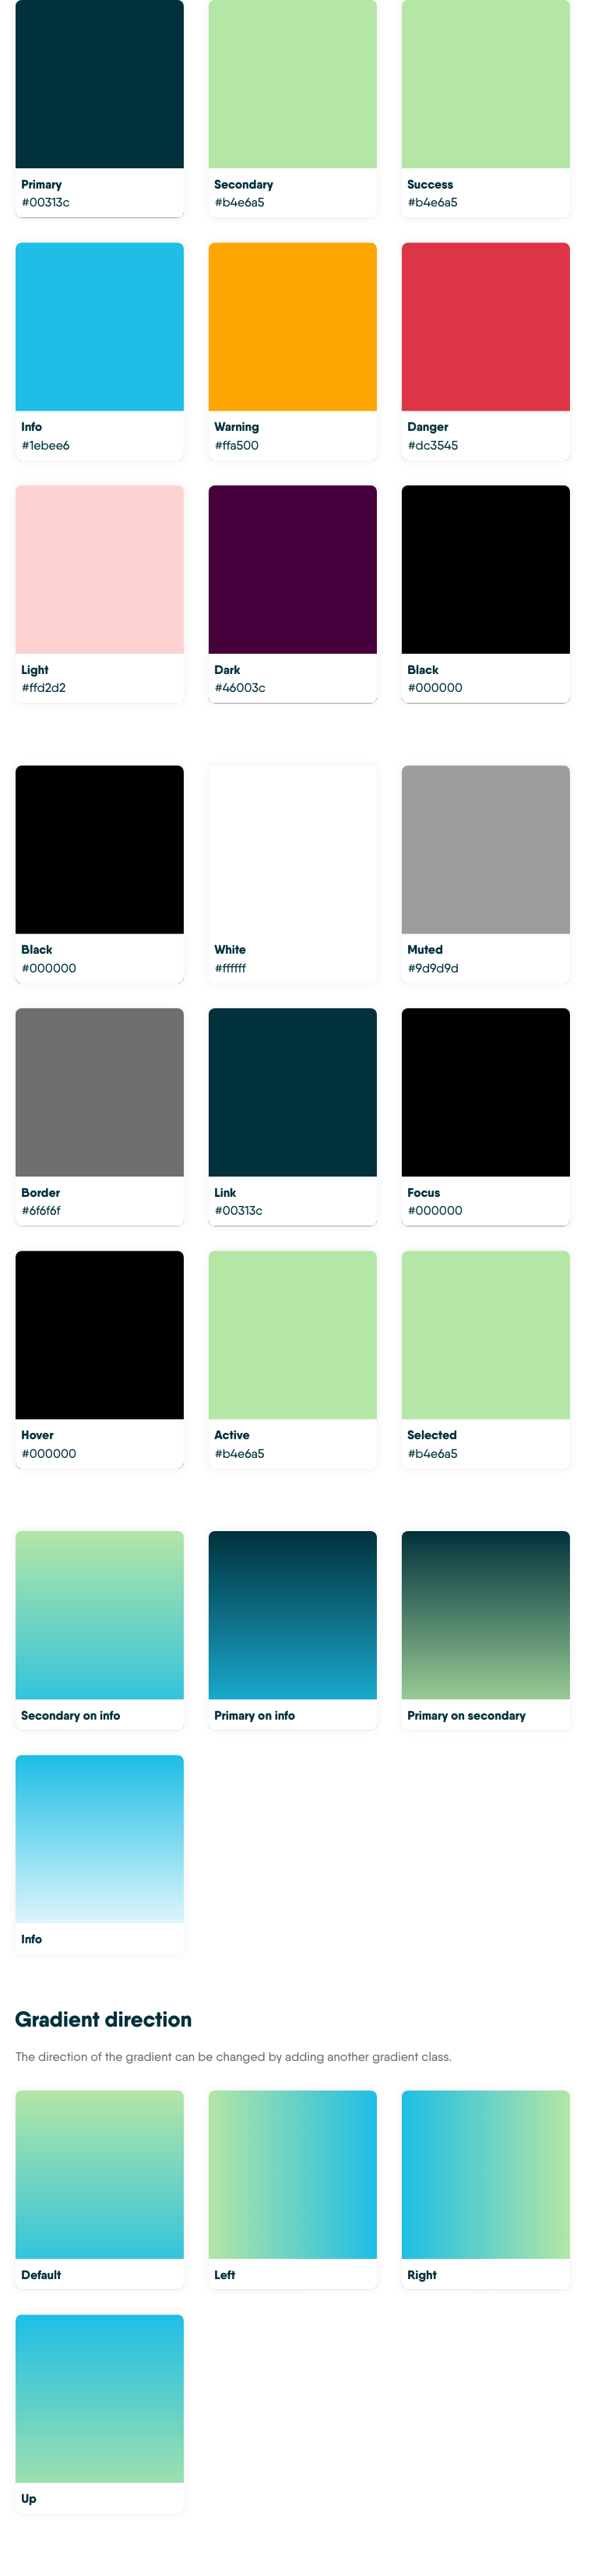 Primary
#00313c
Secondary
#b4e6a5
Success
#b4e6a5
Info
#1ebee6
Warning
#ffa500
Danger
#dc3545
Light
#ffd2d2
Dark
#46003c
Black
#000000
Black
#000000
White
#ffffff
Muted
#9d9d9d
Border
#6f6f6f
Link
#00313c
Focus
#000000
Hover
#000000
Active
#b4e6a5
Selected
#b4e6a5
Secondary on info
Primary on info
Primary on secondary
Info
Gradient direction
The direction of the gradient can be changed by adding another gradient class.
Default
Left
Right
Up